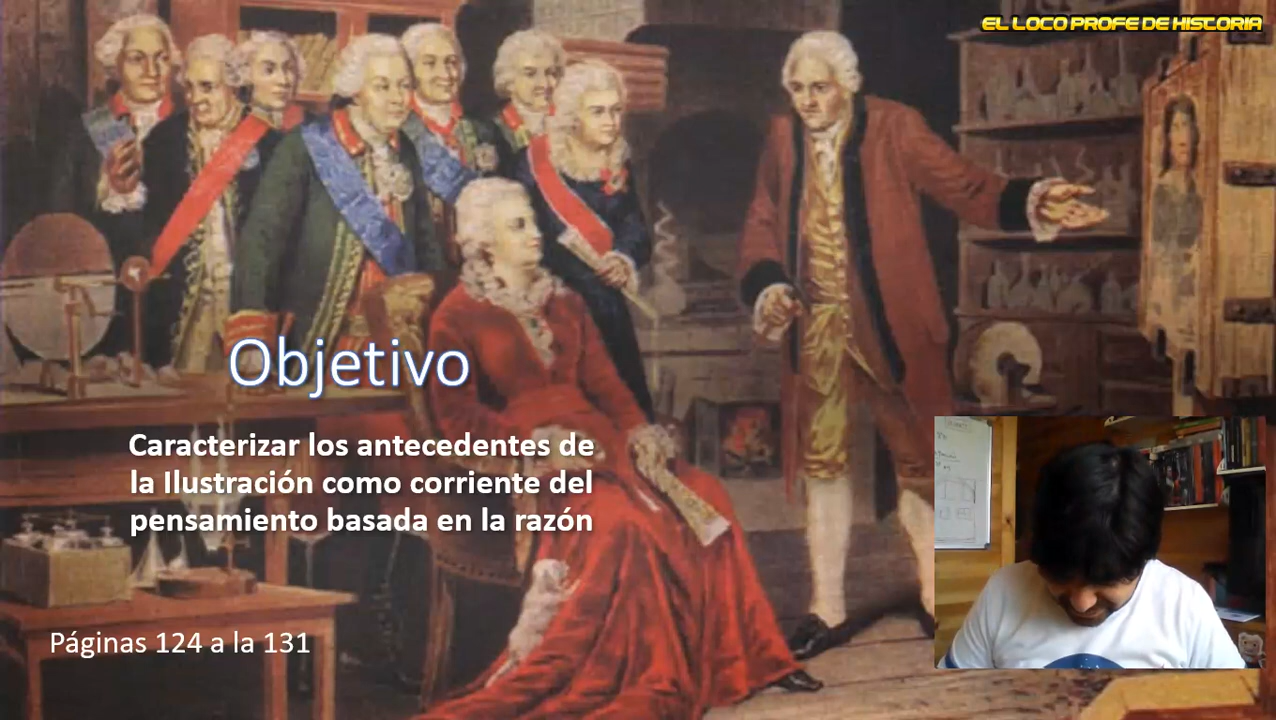 EL LOCO PROFE DE HISTORIA
Objetivo
Caracterizar los antecedentes de
la Ilustración como corriente del
pensamiento basada en la razón
Páginas 124 a la 131